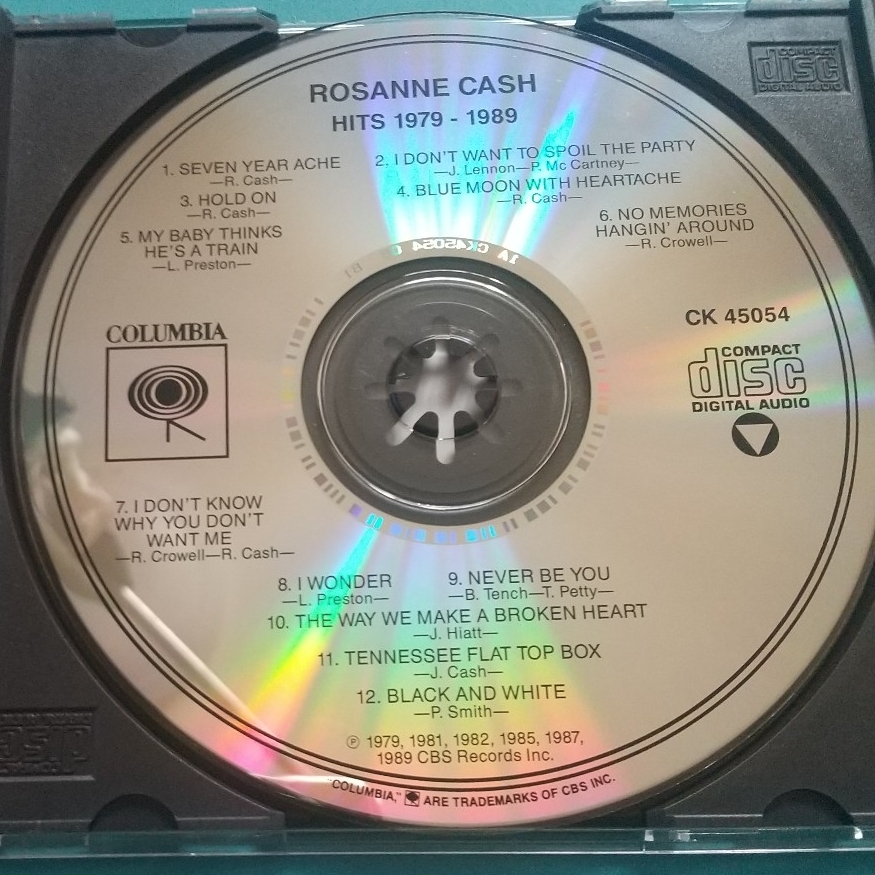 COMPACT
disc
DIGITAL AUDIO
ROSANNE CASH
HITS 1979 - 1989
1. SEVEN YEAR ACHE
—R. Cash—
2. I DON'T WANT TO SPOIL THE PARTY
—J. Lennon—P. Mc Cartney—
3. HOLD ON
—R. Cash—
4. BLUE MOON WITH HEARTACHE
—R. Cash—
5. MY BABY THINKS
HE'S A TRAIN
—L. Preston—
6. NO MEMORIES
HANGIN' AROUND
—R. Crowell—
1A CK45054
B1
COLUMBIA
CK 45054
COMPACT
disc
DIGITAL AUDIO
7. I DON'T KNOW
WHY YOU DON'T
WANT ME
—R. Crowell—R. Cash—
8. I WONDER
—L. Preston—
9. NEVER BE YOU
—B. Tench—T. Petty—
10. THE WAY WE MAKE A BROKEN HEART
—J. Hiatt—
11. TENNESSEE FLAT TOP BOX
—J. Cash—
12. BLACK AND WHITE
—P. Smith—
℗ 1979, 1981, 1982, 1985, 1987,
1989 CBS Records Inc.
"COLUMBIA," ARE TRADEMARKS OF CBS INC.